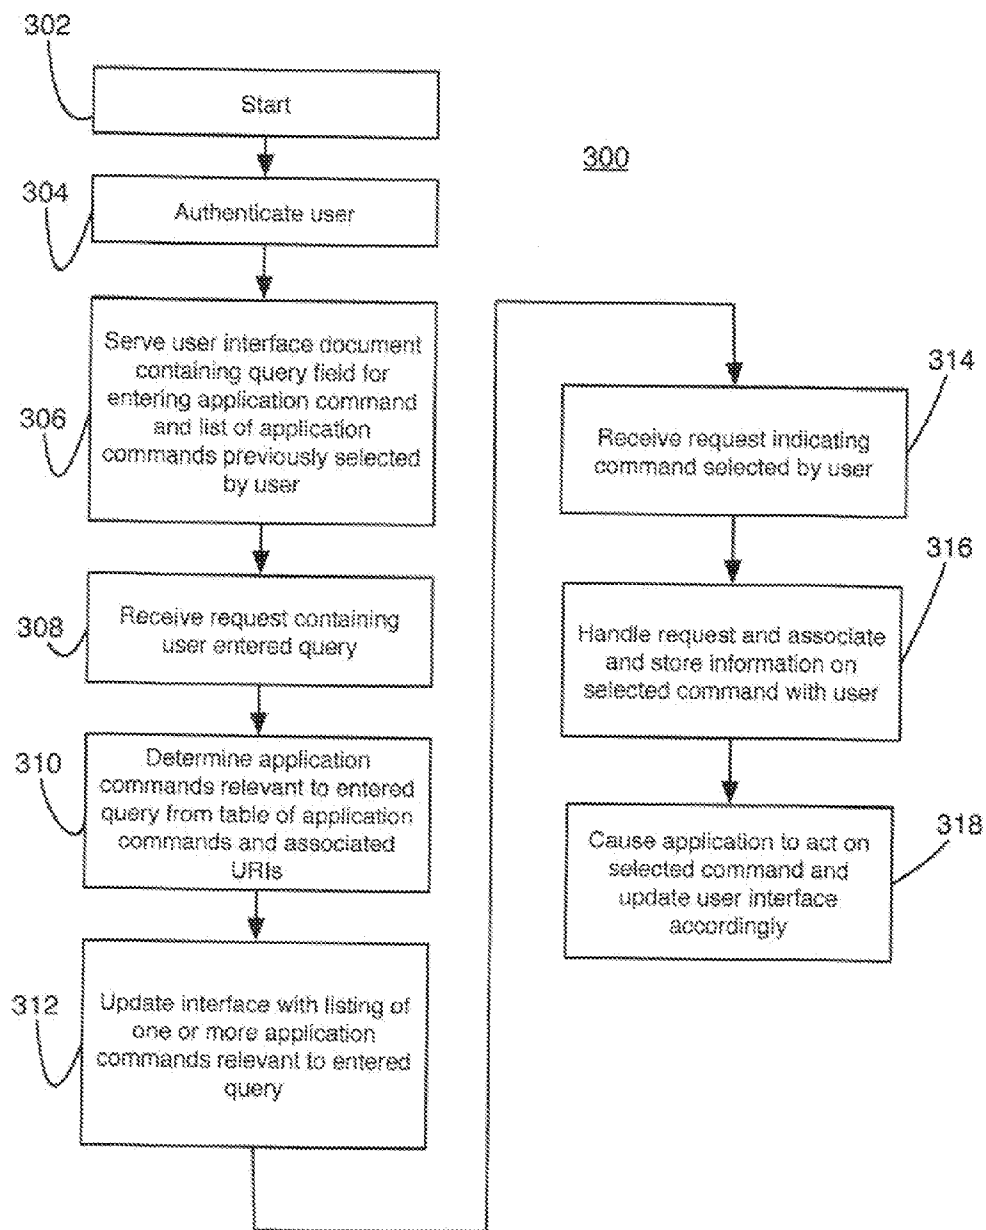 302
Start
300
304
Authenticate user
306
Serve user interface document
containing query field for
entering application command
and list of application
commands previously selected
by user
308
Receive request containing
user entered query
310
Determine application
commands relevant to entered
query from table of application
commands and associated
URIs
312
Update interface with listing of
one or more application
commands relevant to entered
query
314
Receive request indicating
command selected by user
316
Handle request and associate
and store information on
selected command with user
318
Cause application to act on
selected command and
update user interface
accordingly